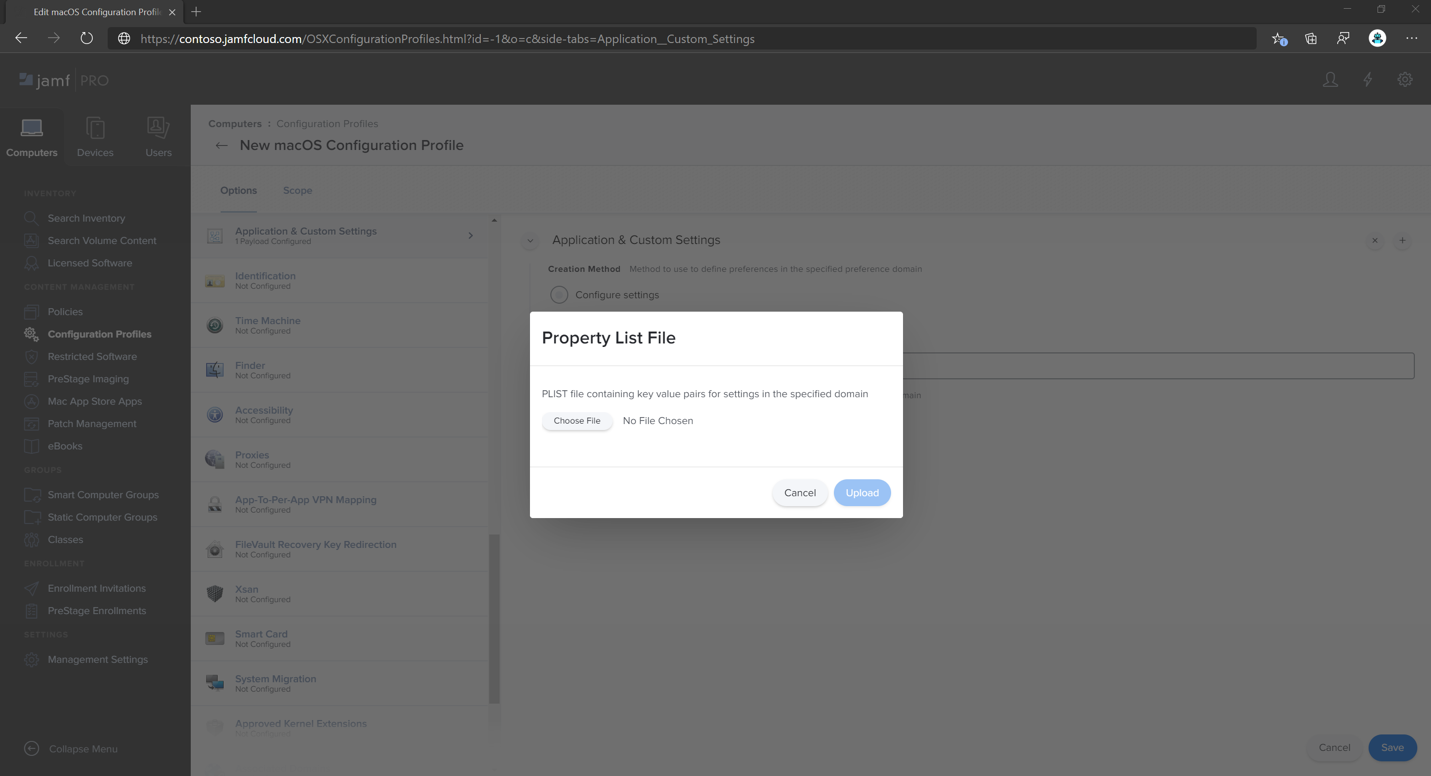 Edit macOS Configuration Profil
https://contoso.jamfcloud.com/OSXConfigurationProfiles.html?id=-1&o=c&side-tabs=Application__Custom_Settings
jamf PRO
Computers
Devices
Users
INVENTORY
Search Inventory
Search Volume Content
Licensed Software
CONTENT MANAGEMENT
Policies
Configuration Profiles
Restricted Software
PreStage Imaging
Mac App Store Apps
Patch Management
eBooks
GROUPS
Smart Computer Groups
Static Computer Groups
Classes
ENROLLMENT
Enrollment Invitations
PreStage Enrollments
SETTINGS
Management Settings
Collapse Menu
Computers : Configuration Profiles
← New macOS Configuration Profile
Options
Scope
Application & Custom Settings
1 Payload Configured
Identification
Not Configured
Time Machine
Not Configured
Finder
Not Configured
Accessibility
Not Configured
Proxies
Not Configured
App-To-Per-App VPN Mapping
Not Configured
FileVault Recovery Key Redirection
Not Configured
Xsan
Not Configured
Smart Card
Not Configured
System Migration
Not Configured
Approved Kernel Extensions
Not Configured
Application & Custom Settings
Creation Method Method to use to define preferences in the specified preference domain
Configure settings
main
Property List File
PLIST file containing key value pairs for settings in the specified domain
Choose File No File Chosen
Cancel
Upload
Cancel
Save